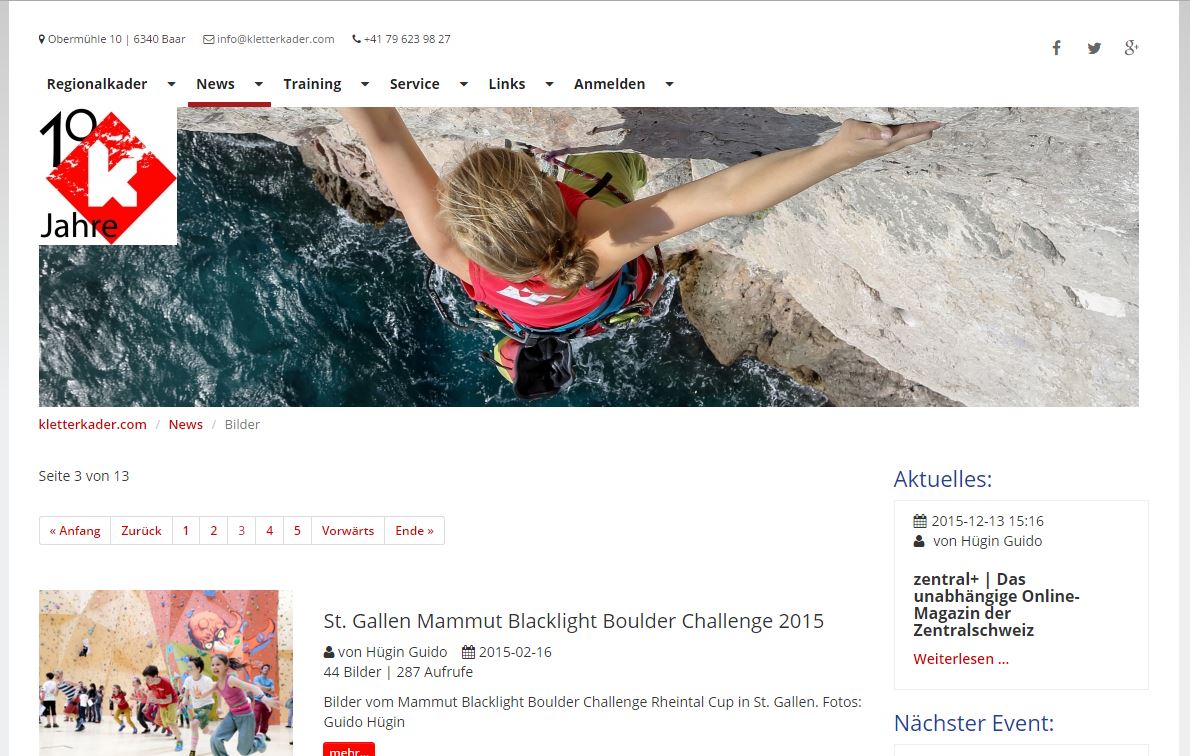 Obermühle 10 | 6340 Baar info@kletterkader.com +41 79 623 98 27
Regionalkader News Training Service Links Anmelden
10
k
Jahre
kletterkader.com / News / Bilder
Seite 3 von 13
« Anfang Zurück 1 2 3 4 5 Vorwärts Ende »
St. Gallen Mammut Blacklight Boulder Challenge 2015
von Hügin Guido 2015-02-16
44 Bilder | 287 Aufrufe
Bilder vom Mammut Blacklight Boulder Challenge Rheintal Cup in St. Gallen. Fotos:
Guido Hügin
mehr...
Aktuelles:
2015-12-13 15:16
von Hügin Guido
zentral+ | Das
unabhängige Online-
Magazin der
Zentralschweiz
Weiterlesen ...
Nächster Event: